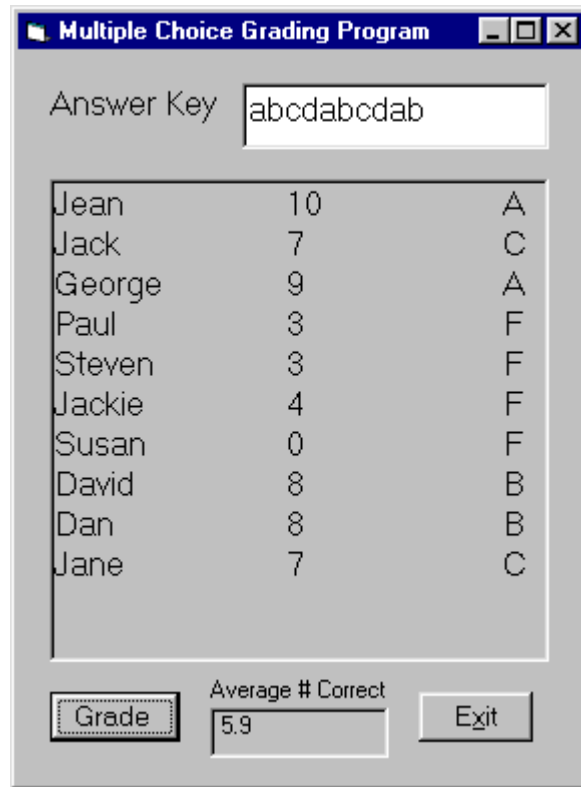 Multiple Choice Grading Program
Answer Key abcdabcdab
Jean 10 A
Jack 7 C
George 9 A
Paul 3 F
Steven 3 F
Jackie 4 F
Susan 0 F
David 8 B
Dan 8 B
Jane 7 C
Average # Correct
Grade 5.9 Exit